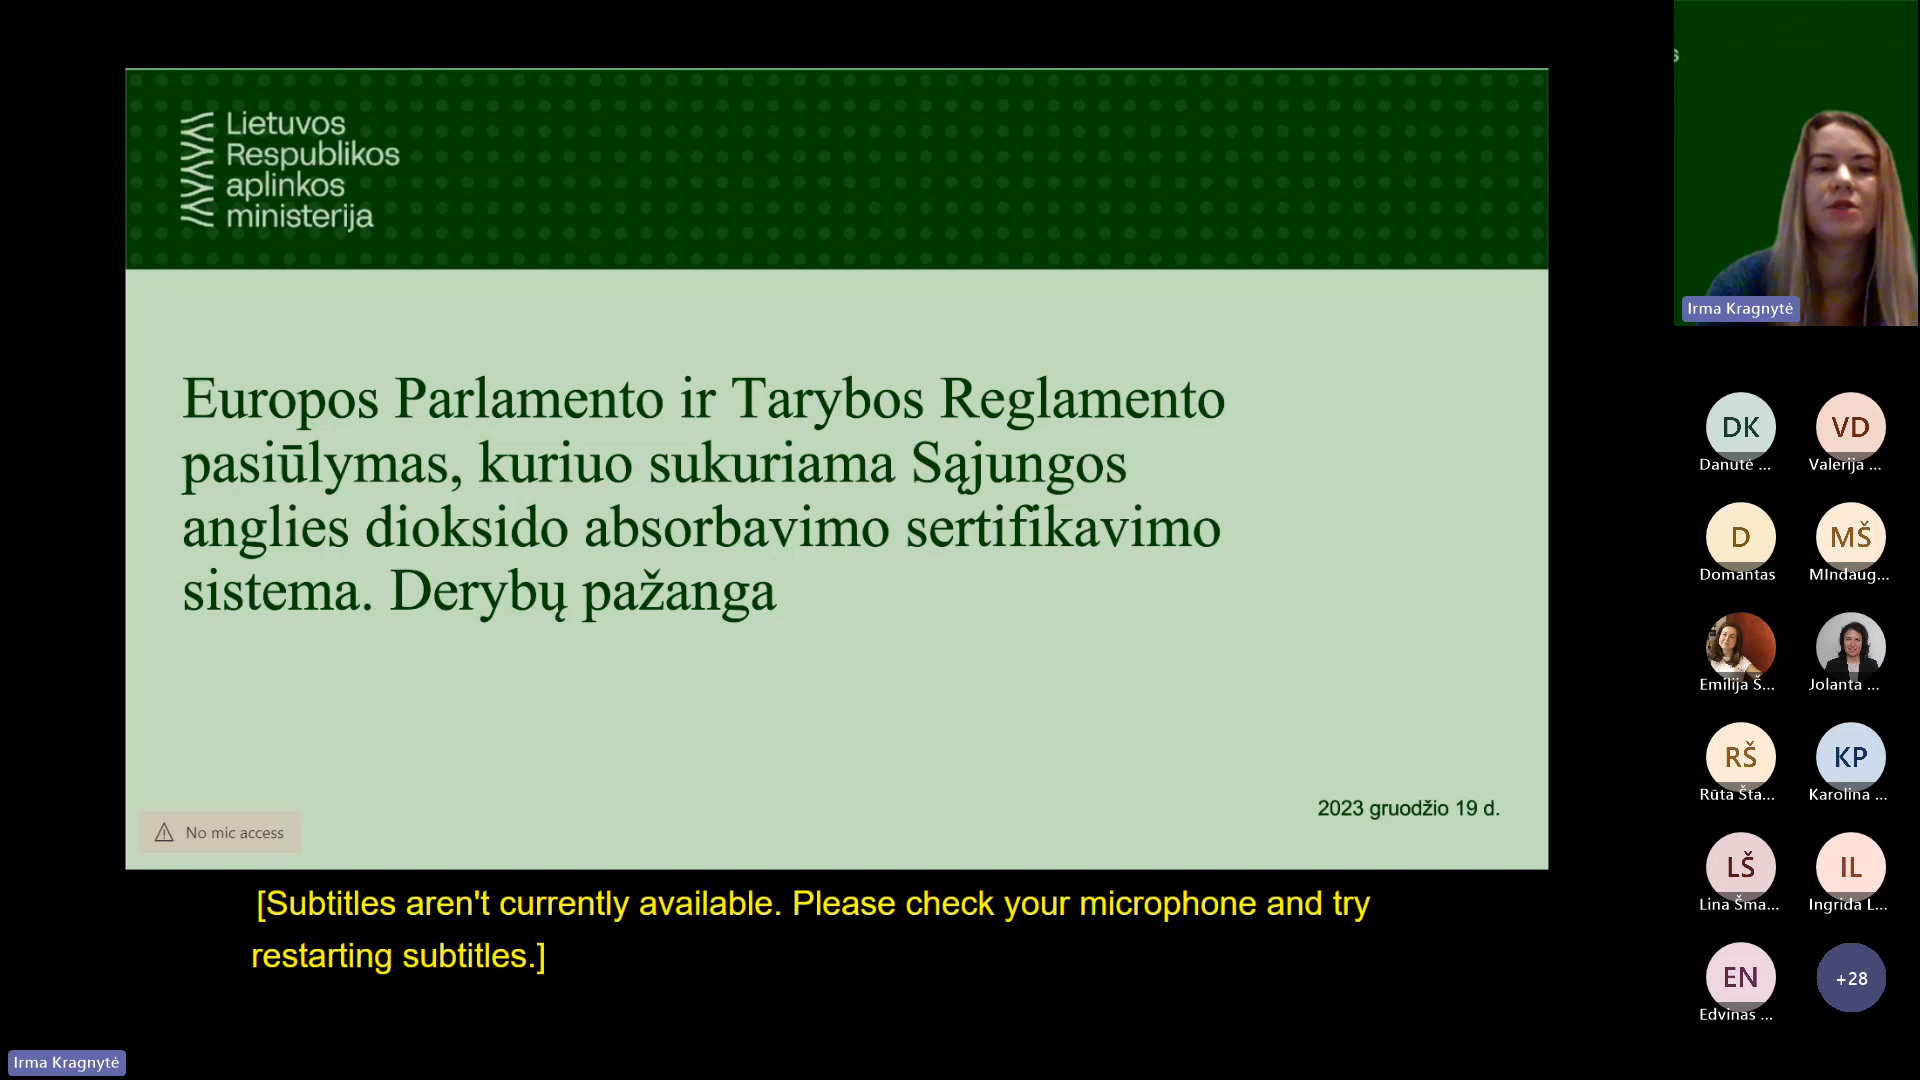 Lietuvos
Respublikos
aplinkos
ministerija
Europos Parlamento ir Tarybos Reglamento
pasiūlymas, kuriuo sukuriama Sąjungos
anglies dioksido absorbavimo sertifikavimo
sistema. Derybų pažanga
2023 gruodžio 19 d.
No mic access
[Subtitles aren't currently available. Please check your microphone and try
restarting subtitles.]
Irma Kragnytė
s
Irma Kragnytė
DK
Danutė ...
VD
Valerija ...
D
Domantas
MŠ
MIndaug...
Emilija Š...
Jolanta ...
RŠ
Rūta Šta...
KP
Karolina ...
LŠ
Lina Šma...
IL
Ingrida L...
EN
Edvinas ...
+28